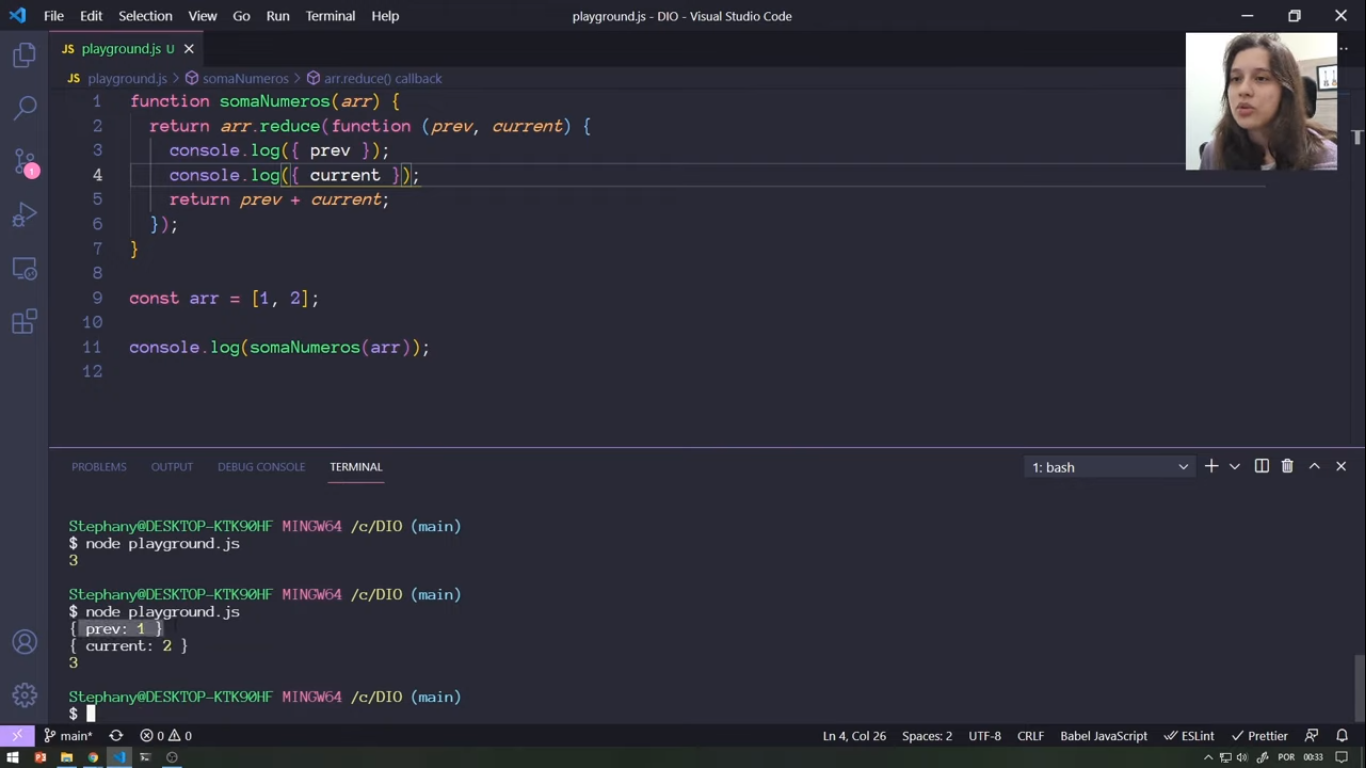 File Edit Selection View Go Run Terminal Help playground.js - DIO - Visual Studio Code
JS playground.js U
JS playground.js > somaNumeros > arr.reduce() callback
1 function somaNumeros(arr) {
2 return arr.reduce(function (prev, current) {
3 console.log({ prev });
4 console.log({ current });
5 return prev + current;
6 });
7 }
8
9 const arr = [1, 2];
10
11 console.log(somaNumeros(arr));
12
1
PROBLEMS OUTPUT DEBUG CONSOLE TERMINAL 1: bash
Stephany@DESKTOP-KTK90HF MINGW64 /c/DIO (main)
$ node playground.js
3
Stephany@DESKTOP-KTK90HF MINGW64 /c/DIO (main)
$ node playground.js
{ prev: 1 }
{ current: 2 }
3
Stephany@DESKTOP-KTK90HF MINGW64 /c/DIO (main)
$
main* 0 0 Ln 4, Col 26 Spaces: 2 UTF-8 CRLF Babel JavaScript ESLint Prettier
POR 00:33